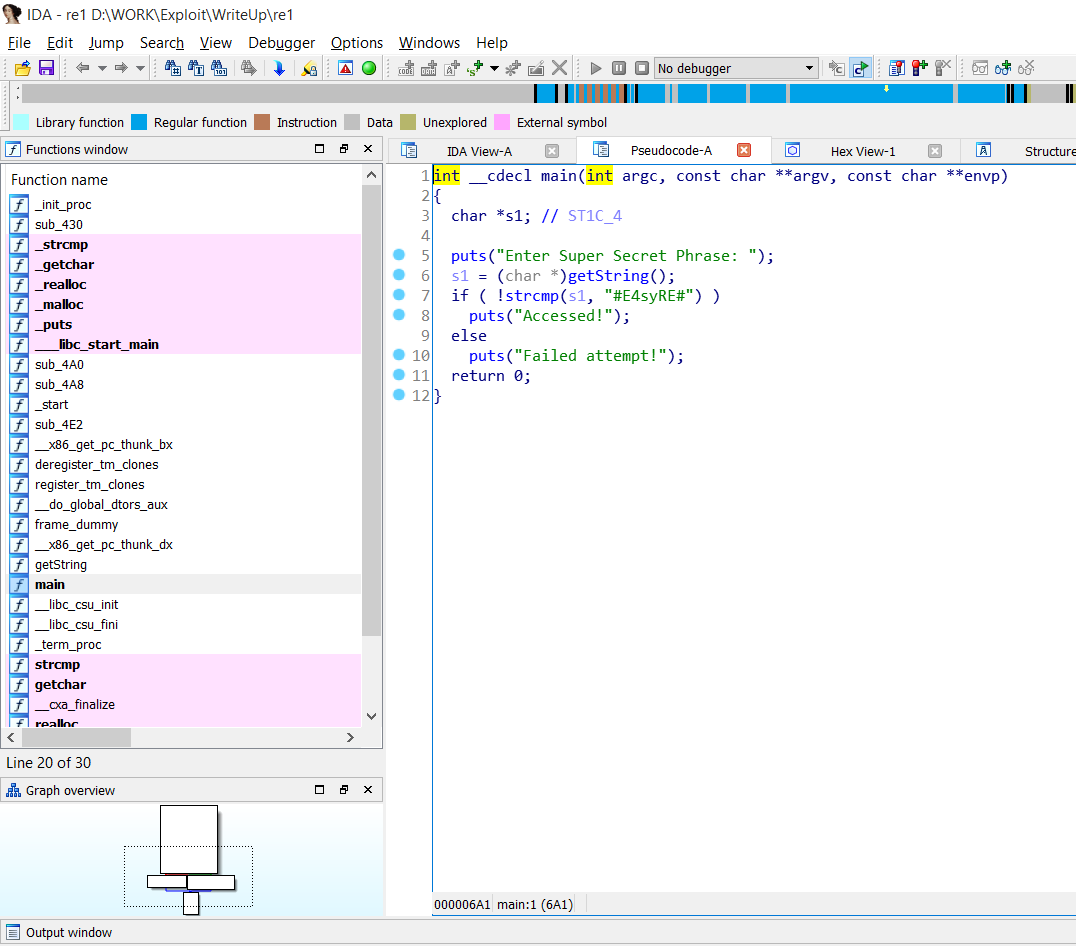 IDA - re1 D:\WORK\Exploit\WriteUp\re1
File Edit Jump Search View Debugger Options Windows Help
No debugger
Library function Regular function Instruction Data Unexplored External symbol
Functions window
Function name
_init_proc
sub_430
_strcmp
_getchar
_realloc
_malloc
_puts
___libc_start_main
sub_4A0
sub_4A8
_start
sub_4E2
__x86_get_pc_thunk_bx
deregister_tm_clones
register_tm_clones
__do_global_dtors_aux
frame_dummy
__x86_get_pc_thunk_dx
getString
main
__libc_csu_init
__libc_csu_fini
_term_proc
strcmp
getchar
__cxa_finalize
realloc
Line 20 of 30
Graph overview
IDA View-A Pseudocode-A Hex View-1 Structure
1 int __cdecl main(int argc, const char **argv, const char **envp)
2 {
3 char *s1; // ST1C_4
4
5 puts("Enter Super Secret Phrase: ");
6 s1 = (char *)getString();
7 if ( !strcmp(s1, "#E4syRE#") )
8 puts("Accessed!");
9 else
10 puts("Failed attempt!");
11 return 0;
12 }
000006A1 main:1 (6A1)
Output window